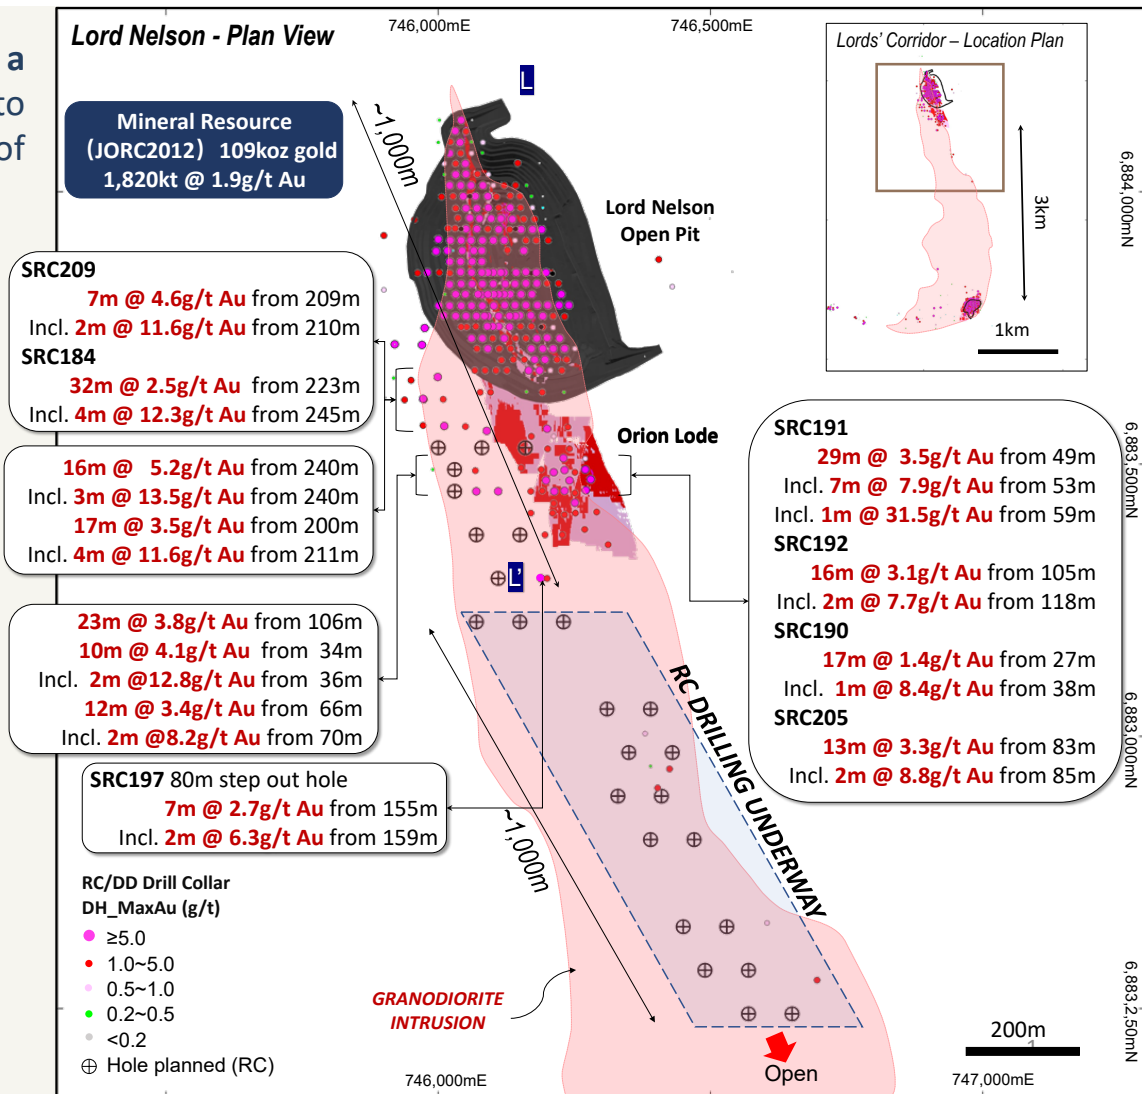 a
to
of
Lord Nelson - Plan View
746,000mE
746,500mE
Lords' Corridor – Location Plan
3km
1km
6,884,000mN
Mineral Resource
(JORC2012) 109koz gold
1,820kt @ 1.9g/t Au
L
~1,000m
Lord Nelson
Open Pit
SRC209
7m @ 4.6g/t Au from 209m
Incl. 2m @ 11.6g/t Au from 210m
SRC184
32m @ 2.5g/t Au from 223m
Incl. 4m @ 12.3g/t Au from 245m
16m @ 5.2g/t Au from 240m
Incl. 3m @ 13.5g/t Au from 240m
17m @ 3.5g/t Au from 200m
Incl. 4m @ 11.6g/t Au from 211m
23m @ 3.8g/t Au from 106m
10m @ 4.1g/t Au from 34m
Incl. 2m @12.8g/t Au from 36m
12m @ 3.4g/t Au from 66m
Incl. 2m @8.2g/t Au from 70m
SRC197 80m step out hole
7m @ 2.7g/t Au from 155m
Incl. 2m @ 6.3g/t Au from 159m
Orion Lode
L'
SRC191
29m @ 3.5g/t Au from 49m
Incl. 7m @ 7.9g/t Au from 53m
Incl. 1m @ 31.5g/t Au from 59m
SRC192
16m @ 3.1g/t Au from 105m
Incl. 2m @ 7.7g/t Au from 118m
SRC190
17m @ 1.4g/t Au from 27m
Incl. 1m @ 8.4g/t Au from 38m
SRC205
13m @ 3.3g/t Au from 83m
Incl. 2m @ 8.8g/t Au from 85m
6,883,500mN
6,883,000mN
6,883,2,50mN
RC DRILLING UNDERWAY
~1,000m
RC/DD Drill Collar
DH_MaxAu (g/t)
≥5.0
1.0~5.0
0.5~1.0
0.2~0.5
<0.2
Hole planned (RC)
GRANODIORITE
INTRUSION
Open
200m
1
746,000mE
747,000mE